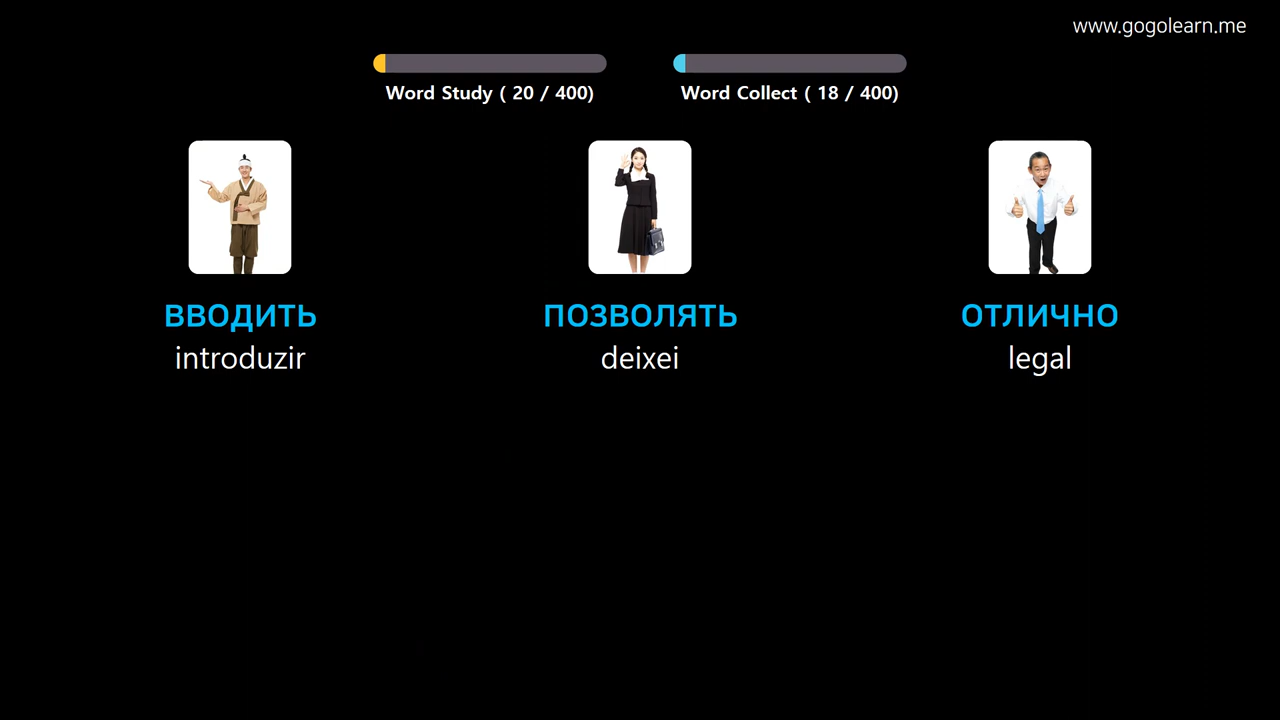 www.gogolearn.me
Word Study ( 20 / 400)
Word Collect ( 18 / 400)
вводить
introduzir
позволять
deixei
отлично
legal